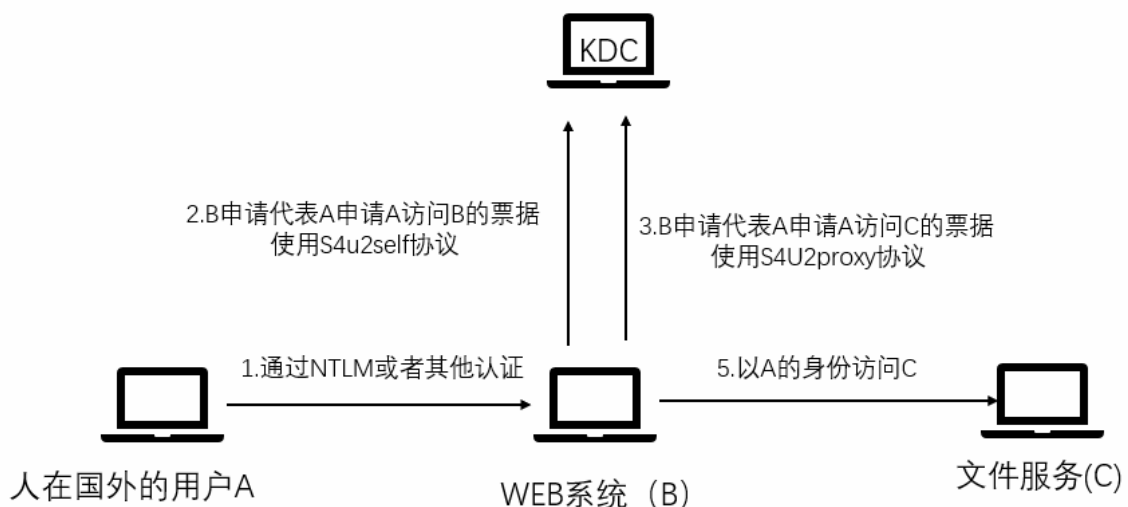 KDC
2.B申请代表A申请A访问B的票据
使用S4u2self协议
3.B申请代表A申请A访问C的票据
使用S4U2proxy协议
1.通过NTLM或者其他认证
5.以A的身份访问C
人在国外的用户A
WEB系统（B）
文件服务(C)